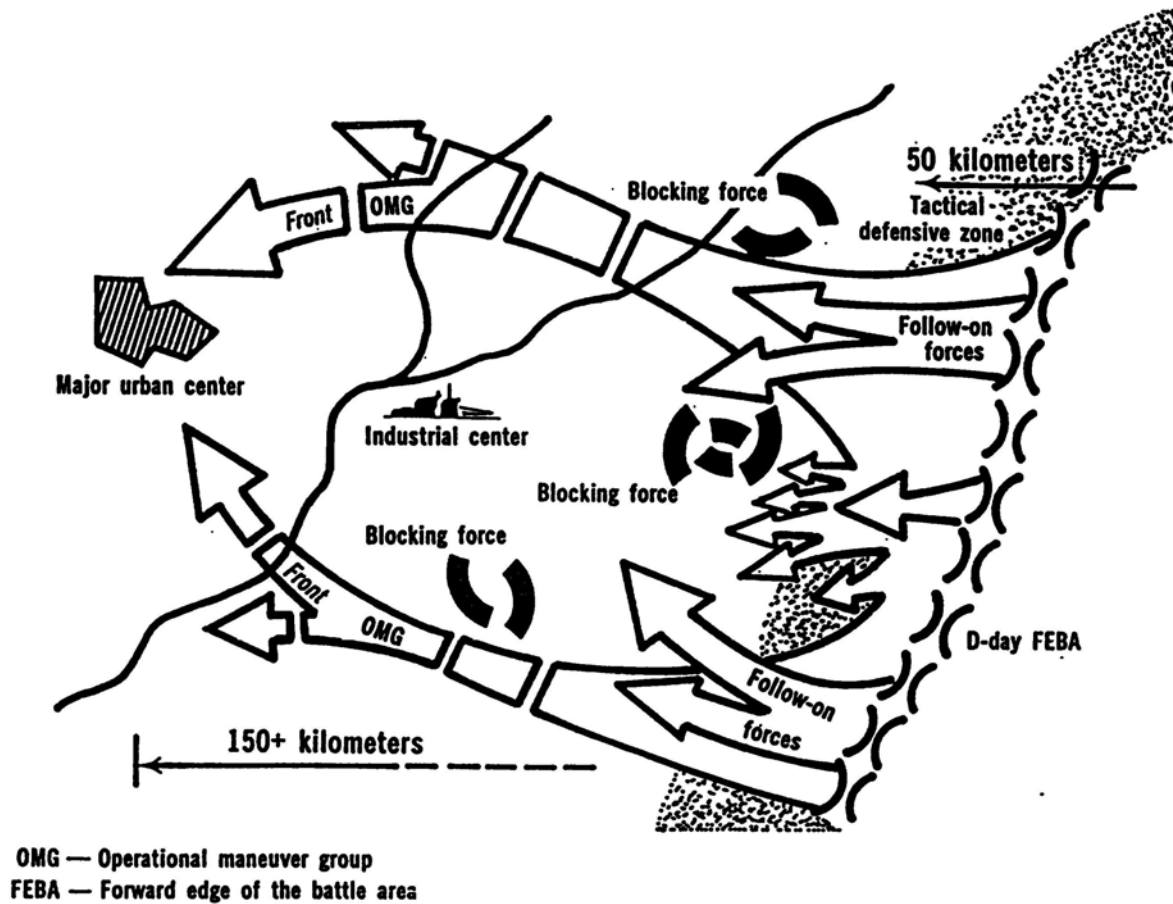 50 kilometers
Blocking force
Tactical
defensive zone
Front
OMG
Follow-on
forces
Major urban center
Industrial center
Blocking force
Blocking force
Front
OMG
D-day FEBA
Follow-on
forces
150+ kilometers
OMG — Operational maneuver group
FEBA — Forward edge of the battle area